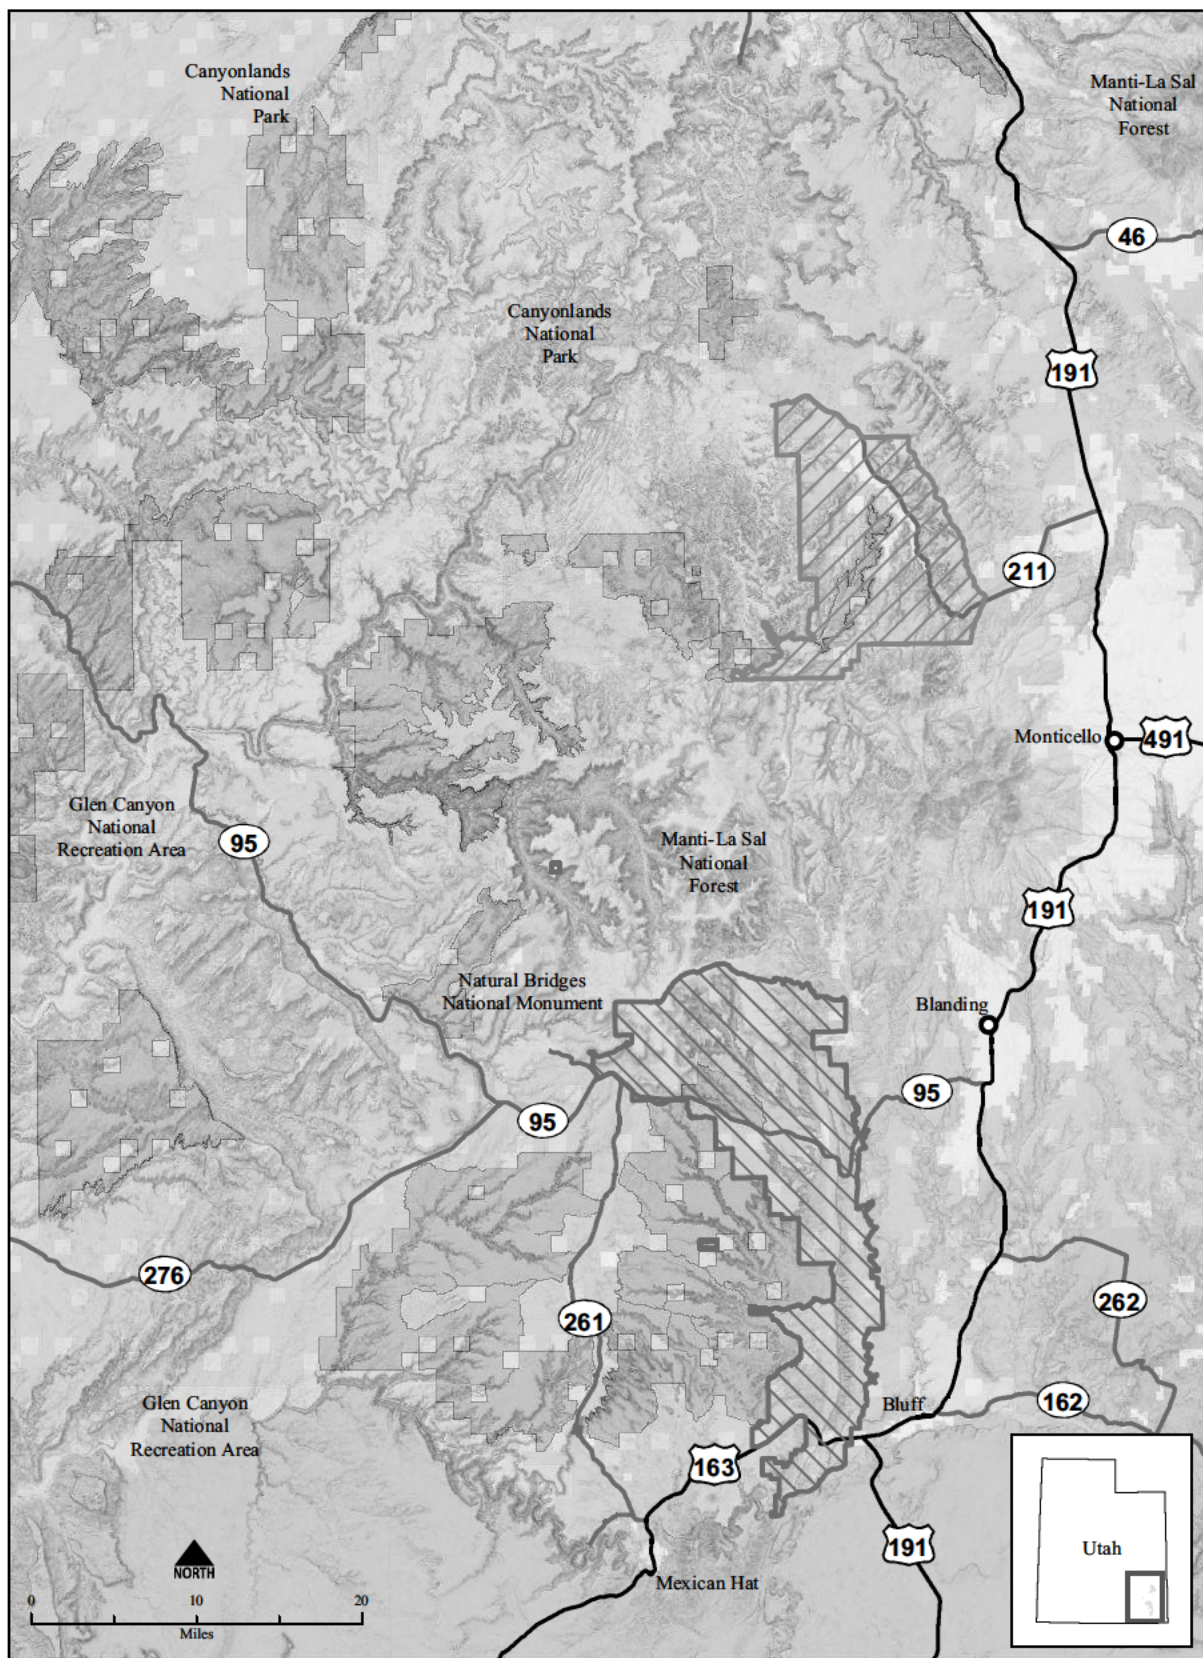 Canyonlands
National
Park
Manti-La Sal
National
Forest
46
Canyonlands
National
Park
191
211
Monticello
491
Glen Canyon
National
Recreation Area
95
Manti-La Sal
National
Forest
191
Natural Bridges
National Monument
Blanding
95
95
276
261
262
Glen Canyon
National
Recreation Area
Bluff
162
163
191
Utah
NORTH
Mexican Hat
0
10
20
Miles